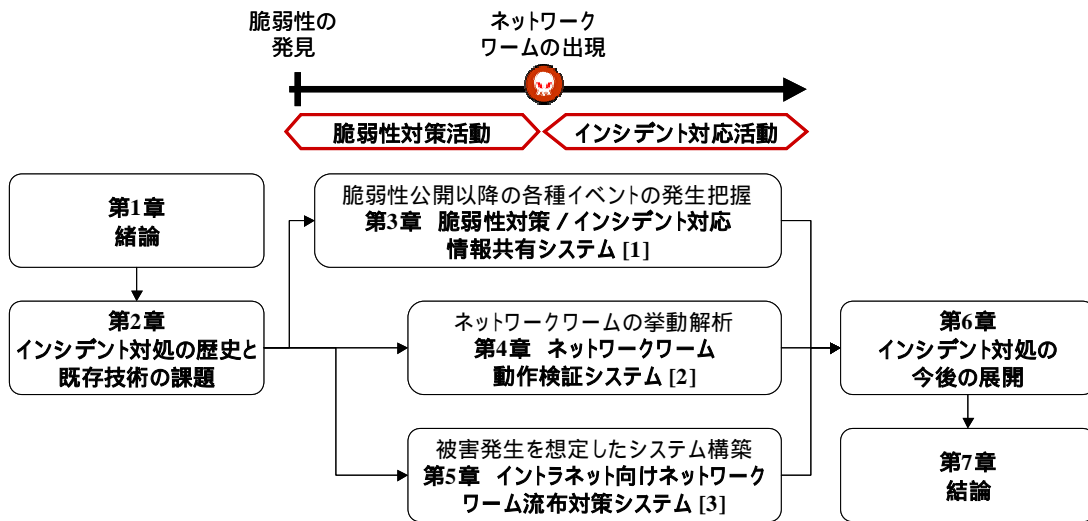 脆弱性の
発見
ネットワーク
ワームの出現
脆弱性対策活動
インシデント対応活動
第1章
緒論
第2章
インシデント対処の歴史と
既存技術の課題
脆弱性公開以降の各種イベントの発生把握
第3章 脆弱性対策/インシデント対応
情報共有システム [1]
ネットワークワームの挙動解析
第4章 ネットワークワーム
動作検証システム [2]
被害発生を想定したシステム構築
第5章 イントラネット向けネットワーク
ワーム流布対策システム [3]
第6章
インシデント対処の
今後の展開
第7章
結論